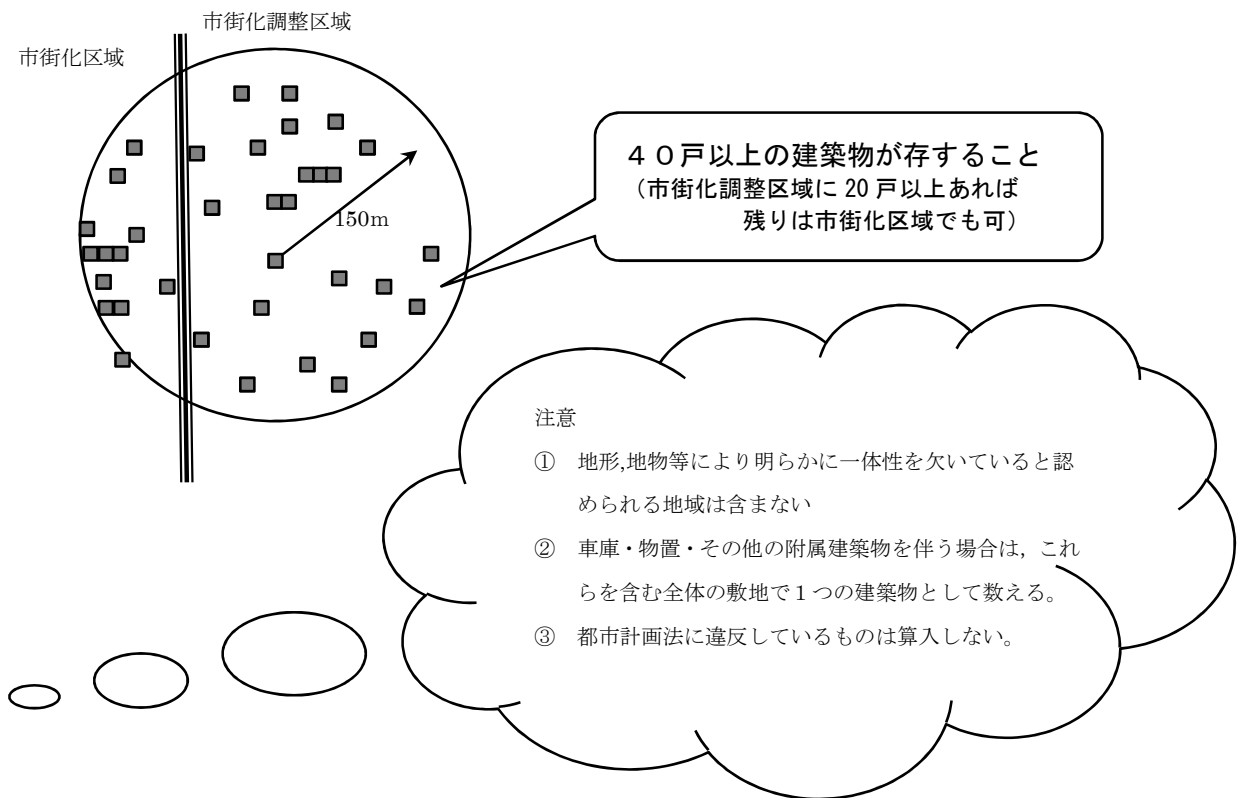 市街化調整区域
市街化区域
150m
４０戸以上の建築物が存すること
（市街化調整区域に 20 戸以上あれば
残りは市街化区域でも可）
注意
① 地形,地物等により明らかに一体性を欠いていると認
められる地域は含まない
② 車庫・物置・その他の附属建築物を伴う場合は，これ
らを含む全体の敷地で１つの建築物として数える。
③ 都市計画法に違反しているものは算入しない。